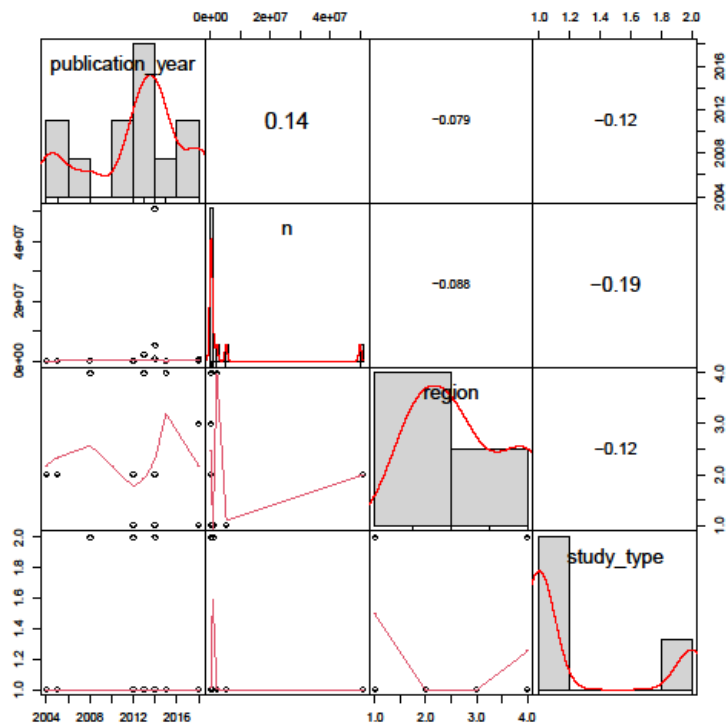 0e+00 2e+07 4e+07 1.0 1.2 1.4 1.6 1.8 2.0
publication_year
0.14
−0.079
−0.12
2004 2008 2012 2016
0e+00 2e+07 4e+07
n
−0.088
−0.19
region
−0.12
1.0 2.0 3.0 4.0
1.0 1.2 1.4 1.6 1.8 2.0
study_type
2004 2008 2012 2016 1.0 2.0 3.0 4.0